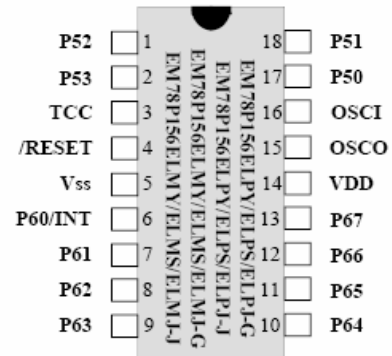 P52 1 18 P51
P53 2 17 P50
TCC 3 16 OSCI
/RESET 4 15 OSCO
Vss 5 14 VDD
P60/INT 6 13 P67
P61 7 12 P66
P62 8 11 P65
P63 9 10 P64
EM78P156ELPY/ELPS/ELPJ-G
EM78P156ELPY/ELPS/ELPJ-J
EM78P156ELMY/ELMS/ELMJ-G
EM78P156ELMY/ELMS/ELMJ-J